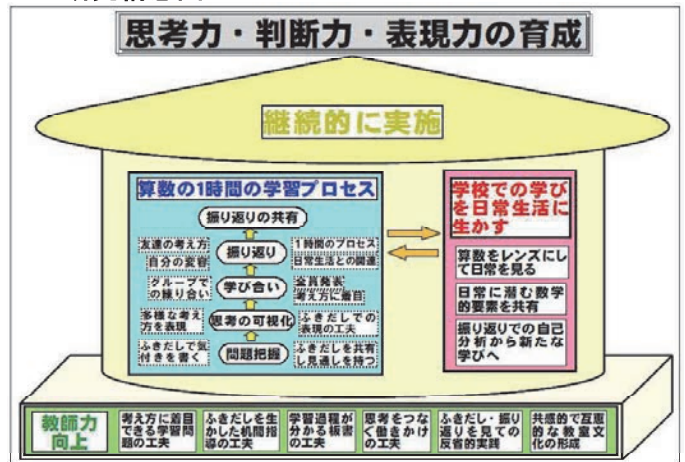 思考力・判断力・表現力の育成
継続的に実施
算数の1時間の学習プロセス
振り返りの共有
友達の考え方
自分の変容
振り返り
1時間のプロセス
日常生活との関連
グループで
の練り合い
学び合い
全員発表
考え方に着目
多様な考え
方を表現
思考の可視化
ふきだしでの
表現の工夫
ふきだしで気
付きを書く
問題把握
ふきだしを共有
し見通しを持つ
学校での学び
を日常生活に
生かす
算数をレンズにし
て日常を見る
日常に潜む数学
的要素を共有
振り返りでの自己
分析から新たな
学びへ
教師力
向上
考え方に着目
できる学習問
題の工夫
ふきだしを生
かした机間指
導の工夫
学習過程が
分かる板書
の工夫
思考をつな
ぐ働きかけ
の工夫
ふきだし・振り
返りを見ての
反省的実践
共感的で互恵
的な教室文
化の形成